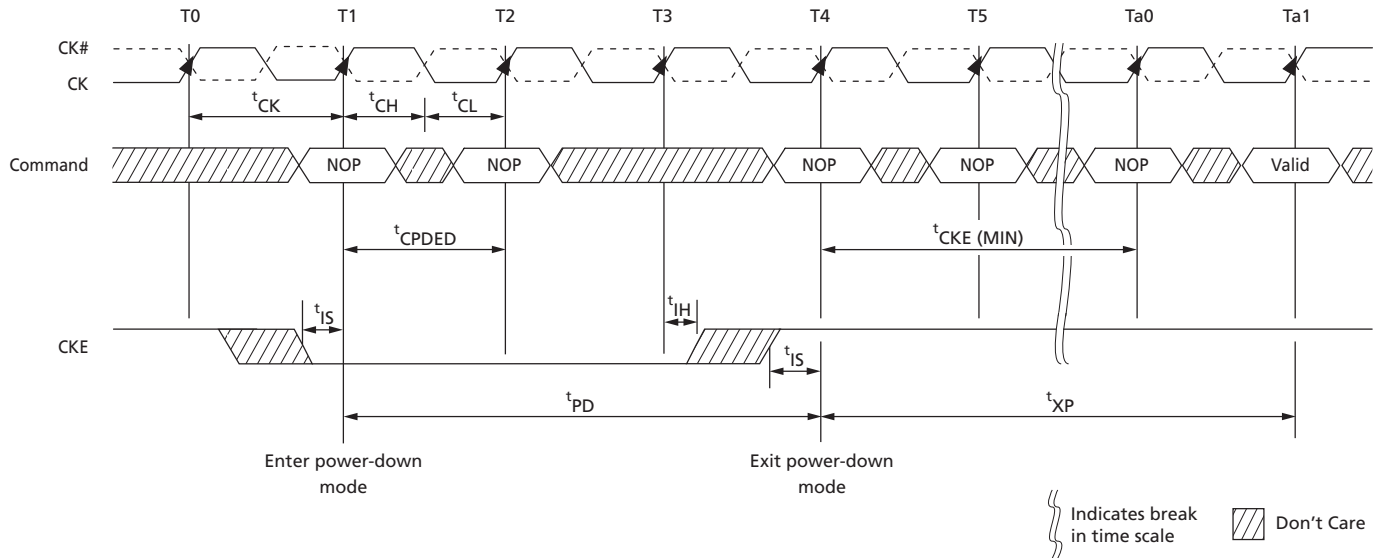 T0 T1 T2 T3 T4 T5 Ta0 Ta1
CK#
CK
tCK tCH tCL
Command NOP NOP NOP NOP NOP Valid
tCPDED tCKE (MIN)
tIS tIH
CKE
tIS
tPD tXP
Enter power-down
mode
Exit power-down
mode
Indicates break
in time scale
Don't Care